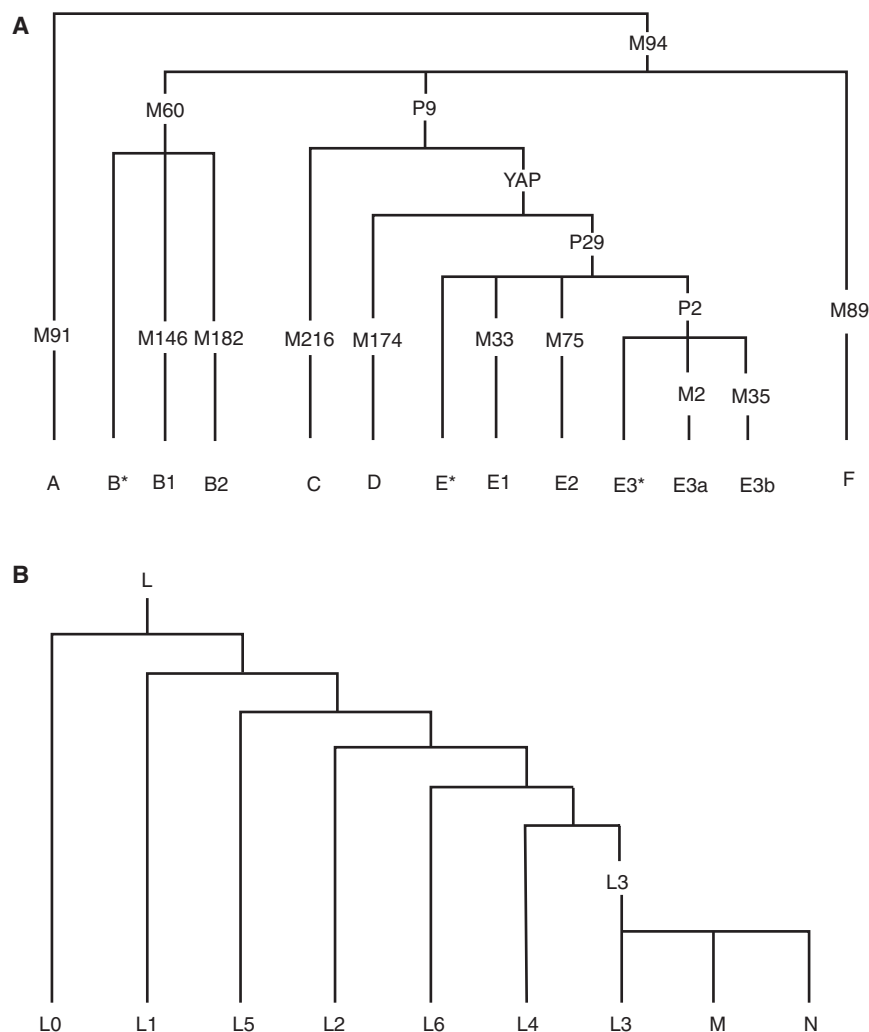 A
M94
M60
P9
YAP
P29
P2
M89
M91
M146 M182
M216 M174
M33 M75
M2 M35
A B* B1 B2 C D E* E1 E2 E3* E3a E3b F
B
L
L3
L0 L1 L5 L2 L6 L4 L3 M N